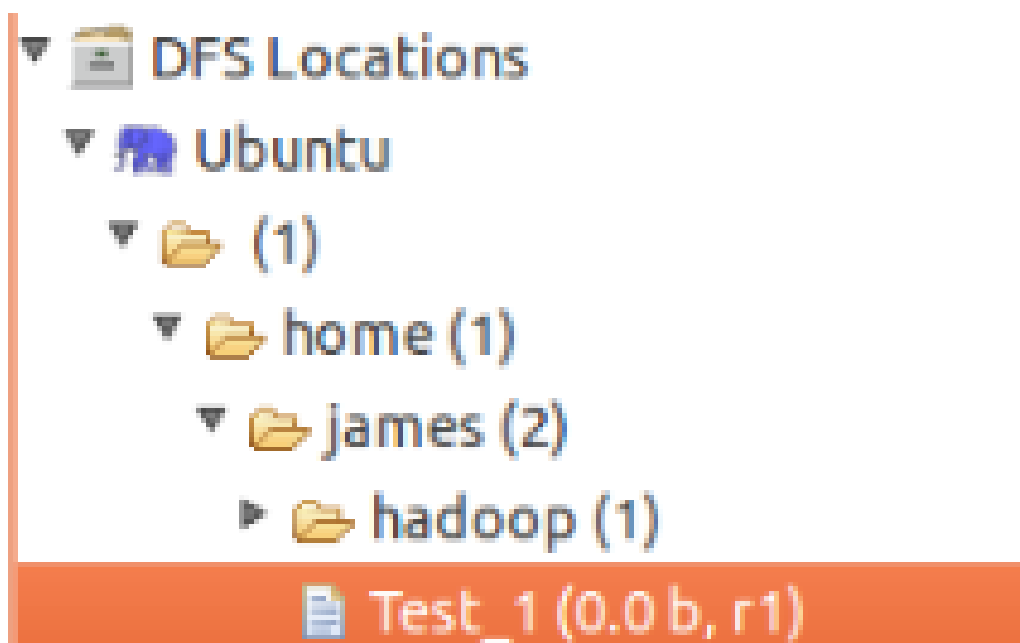 DFS Locations
Ubuntu
(1)
home (1)
james (2)
hadoop (1)
Test_1 (0.0 b, r1)